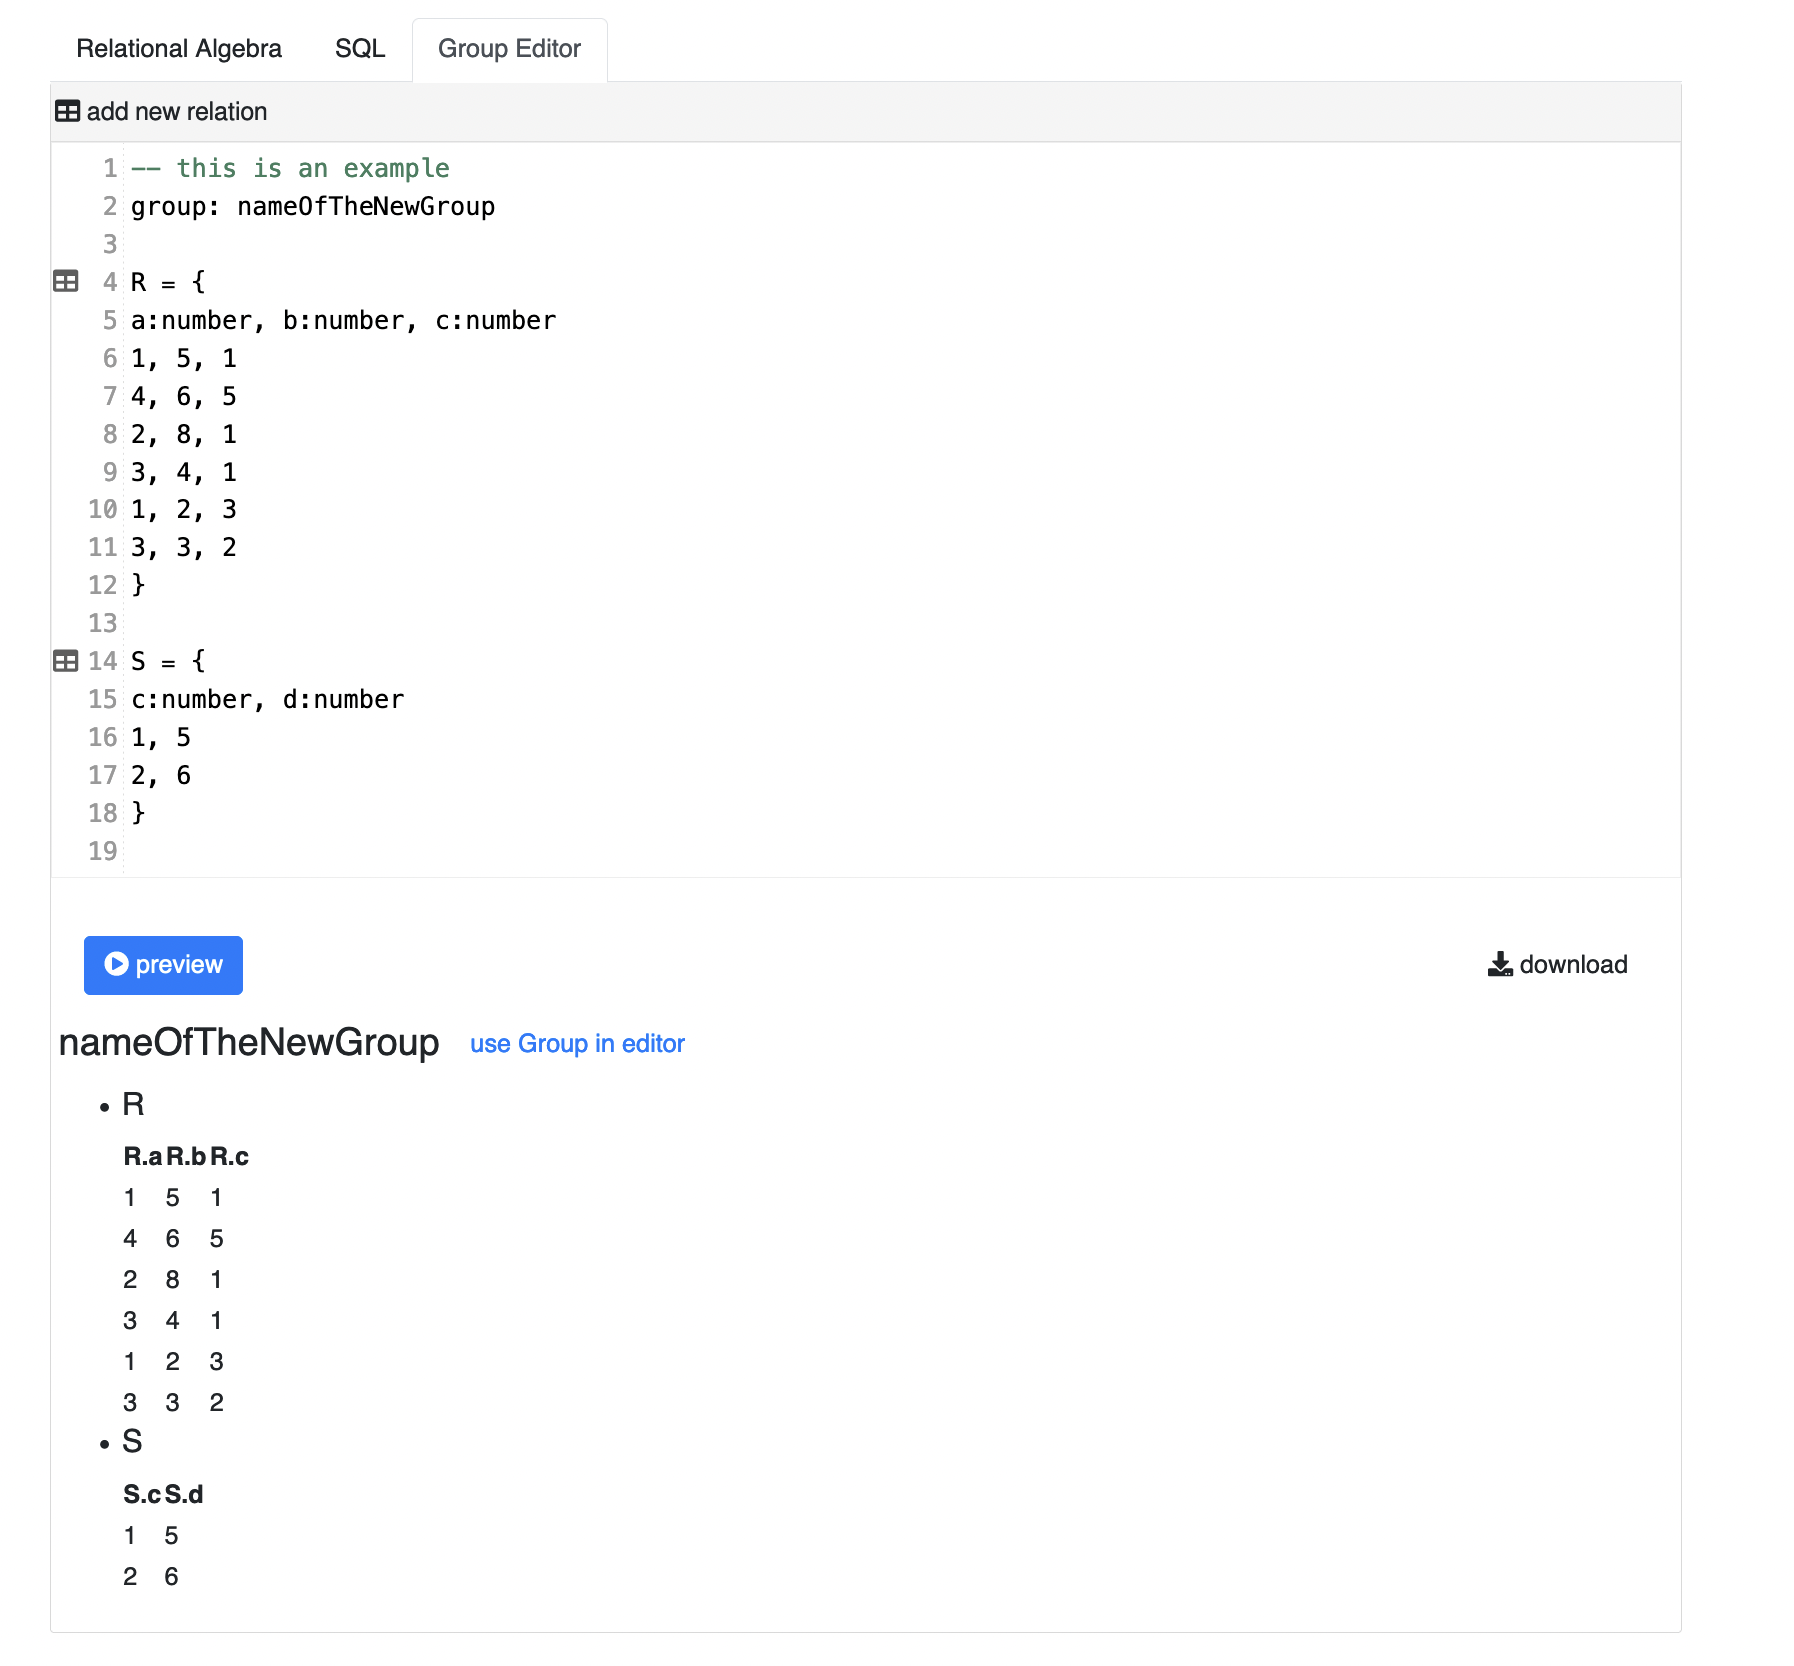 Relational Algebra SQL Group Editor
add new relation
1 -- this is an example
2 group: nameOfTheNewGroup
3
4 R = {
5 a:number, b:number, c:number
6 1, 5, 1
7 4, 6, 5
8 2, 8, 1
9 3, 4, 1
10 1, 2, 3
11 3, 3, 2
12 }
13
14 S = {
15 c:number, d:number
16 1, 5
17 2, 6
18 }
19
preview download
nameOfTheNewGroup use Group in editor
• R
R.a R.b R.c
1 5 1
4 6 5
2 8 1
3 4 1
1 2 3
3 3 2
• S
S.c S.d
1 5
2 6